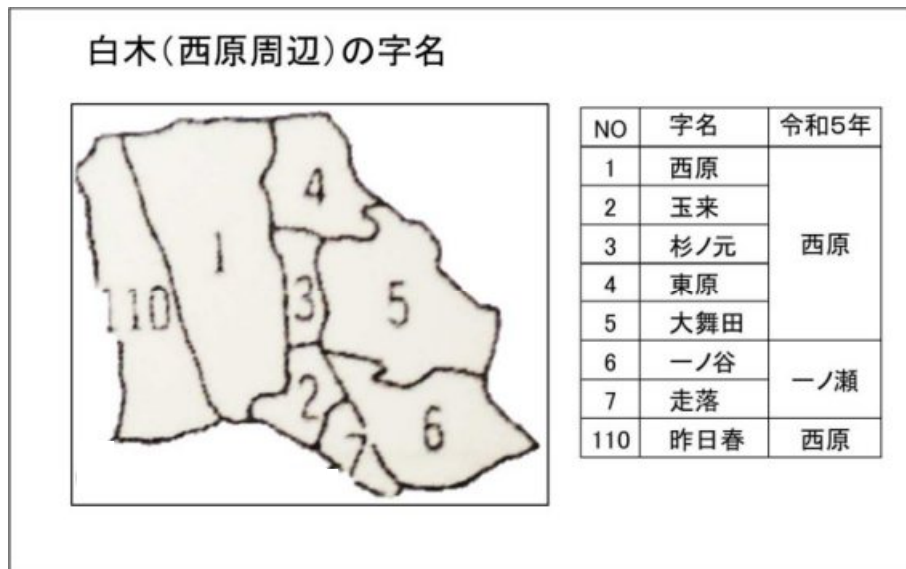 白木(西原周辺)の字名
4
1
3
5
110
2
6
7
NO 字名 令和5年
1 西原
2 玉来
3 杉ノ元 西原
4 東原
5 大舞田
6 一ノ谷 一ノ瀬
7 走落
110 昨日春 西原